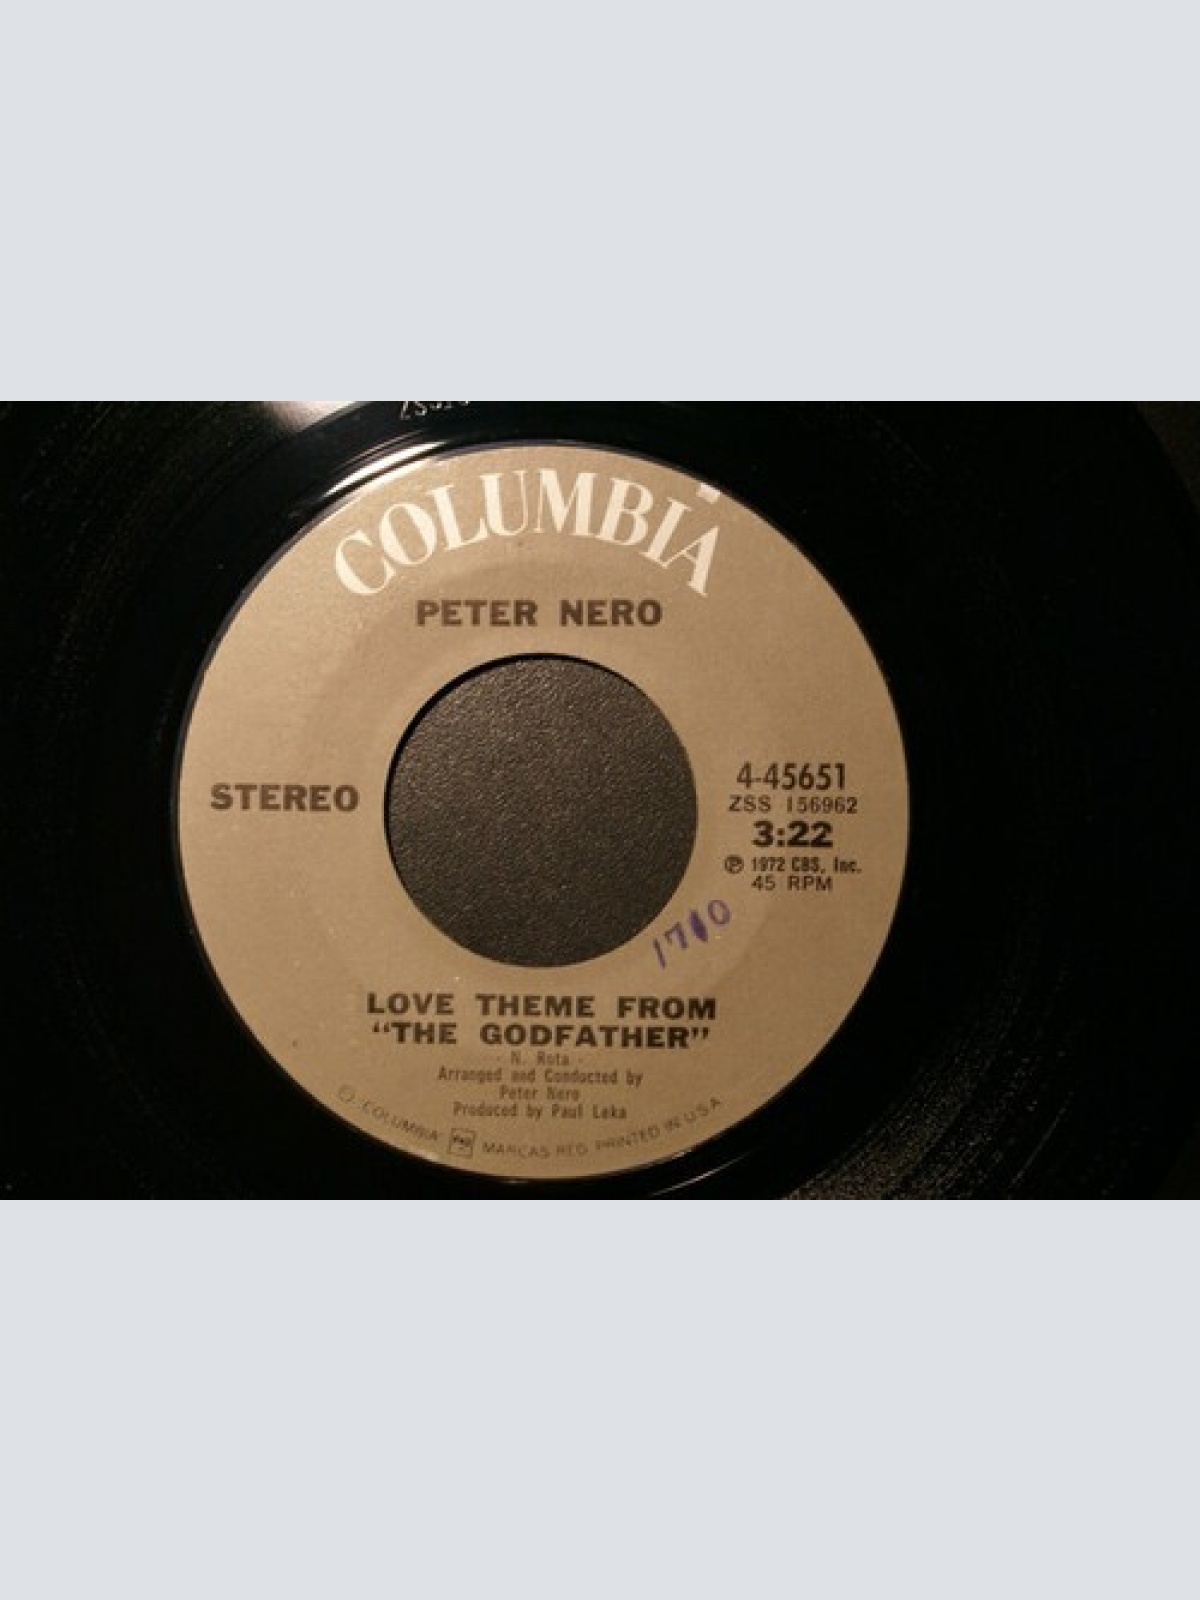 COLUMBIA
PETER NERO
STEREO
4-45651
ZSS 156962
3:22
Ⓟ 1972 CBS, Inc.
45 RPM
LOVE THEME FROM
“THE GODFATHER”
- N. Rota -
Arranged and Conducted by
Peter Nero
Produced by Paul Leka
COLUMBIA MARCAS REG. PRINTED IN U.S.A.